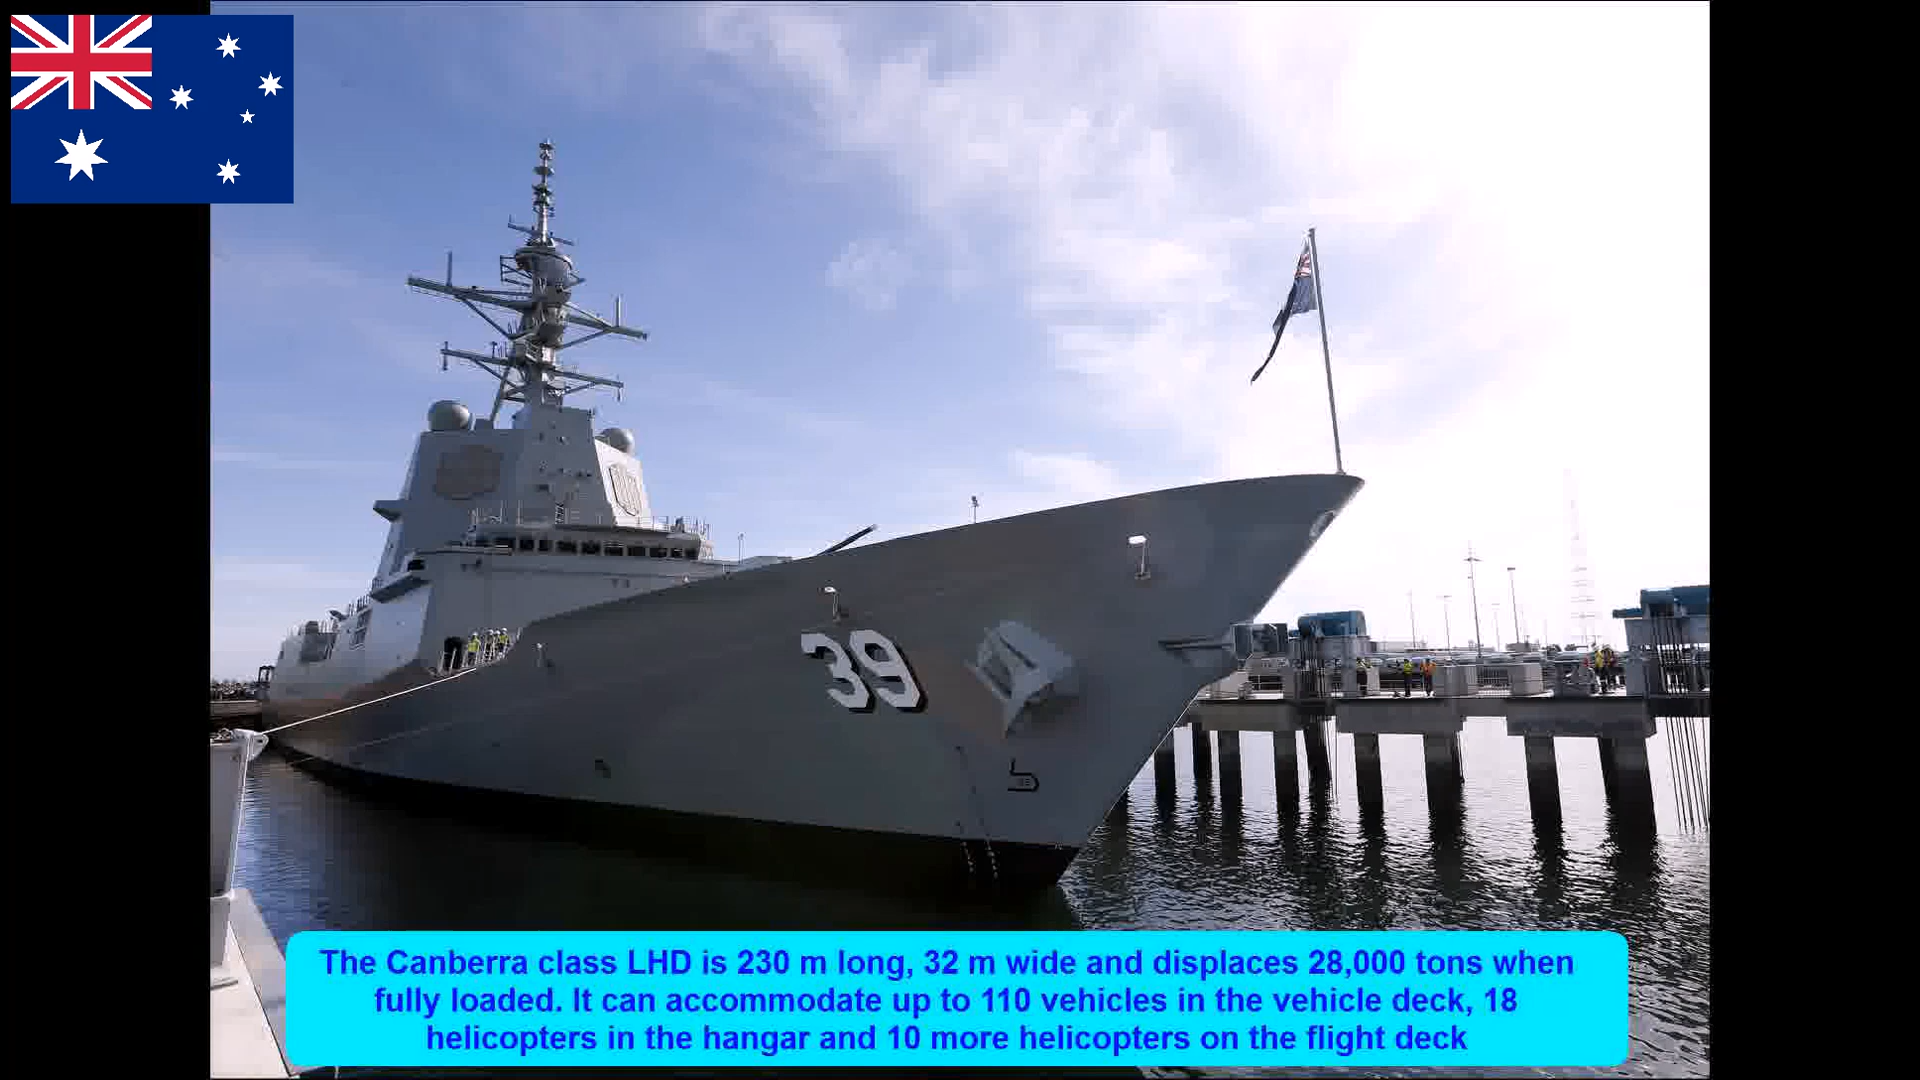 39
The Canberra class LHD is 230 m long, 32 m wide and displaces 28,000 tons when
fully loaded. It can accommodate up to 110 vehicles in the vehicle deck, 18
helicopters in the hangar and 10 more helicopters on the flight deck